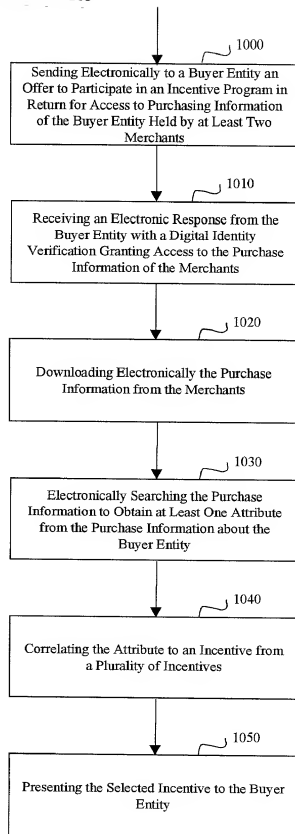 1000
Sending Electronically to a Buyer Entity an
Offer to Participate in an Incentive Program in
Return for Access to Purchasing Information
of the Buyer Entity Held by at Least Two
Merchants
1010
Receiving an Electronic Response from the
Buyer Entity with a Digital Identity
Verification Granting Access to the Purchase
Information of the Merchants
1020
Downloading Electronically the Purchase
Information from the Merchants
1030
Electronically Searching the Purchase
Information to Obtain at Least One Attribute
from the Purchase Information about the
Buyer Entity
1040
Correlating the Attribute to an Incentive from
a Plurality of Incentives
1050
Presenting the Selected Incentive to the Buyer
Entity